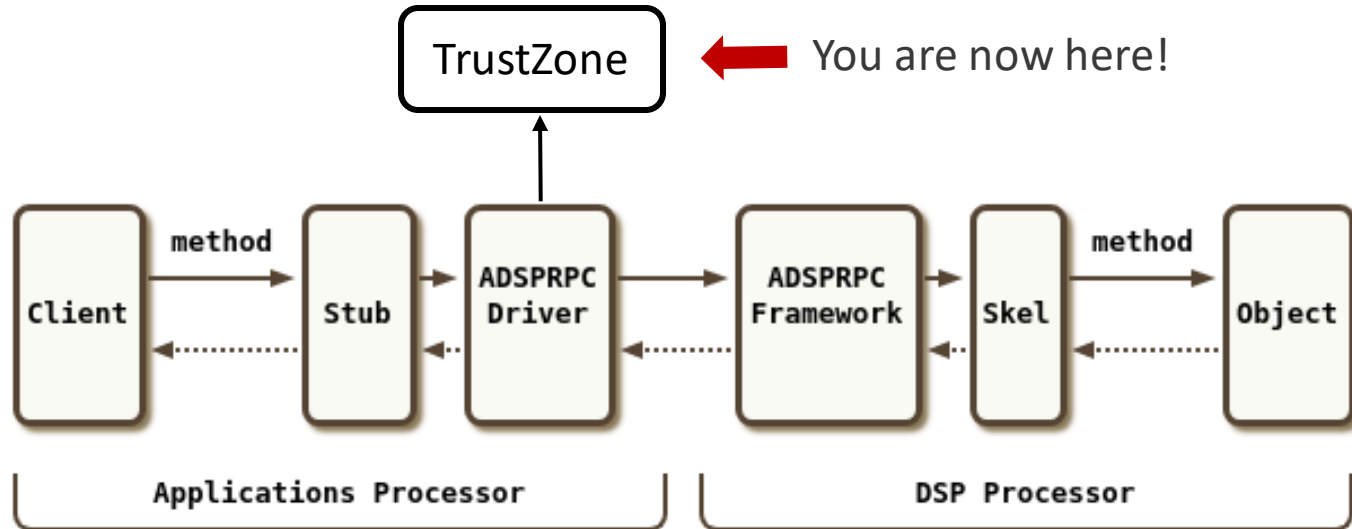 TrustZone
You are now here!
method
method
Client
Stub
ADSPRPC
Driver
ADSPRPC
Framework
Skel
Object
Applications Processor
DSP Processor